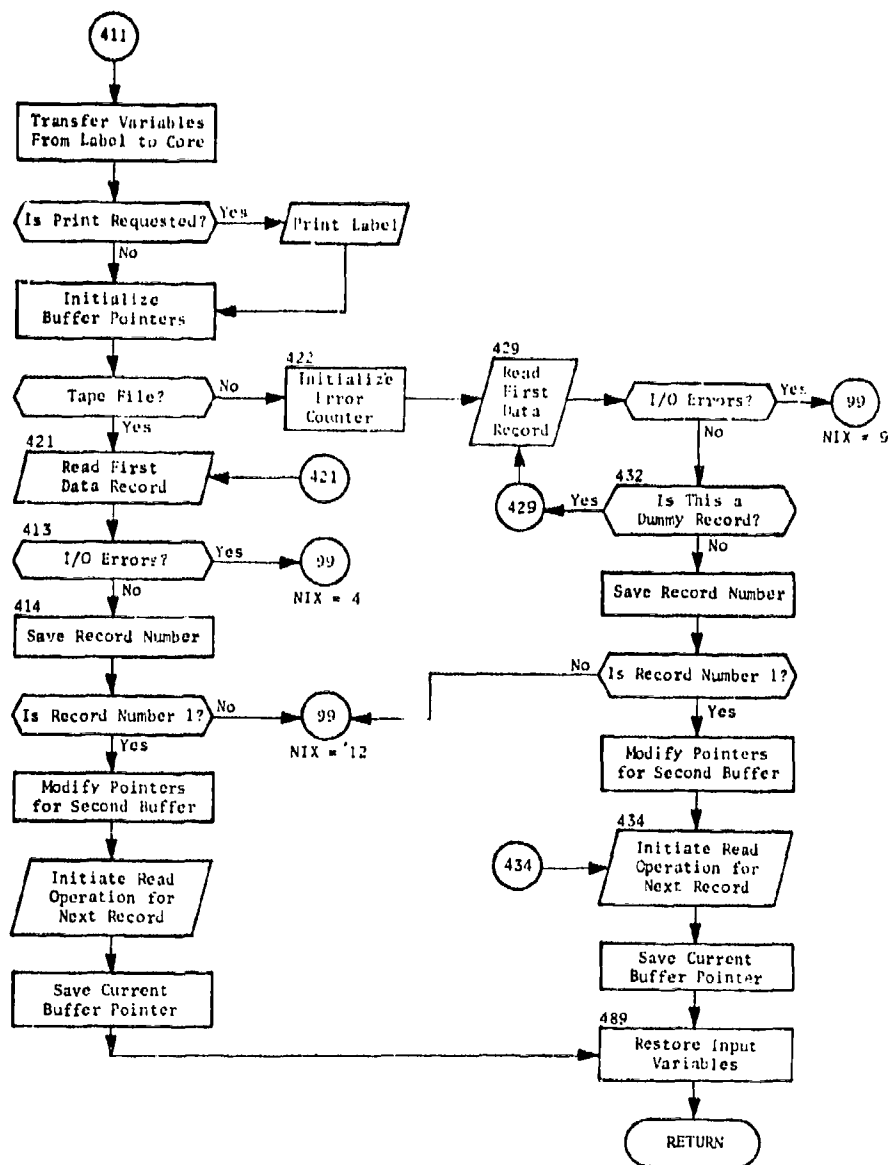 411
Transfer Variables
From Label to Core
Is Print Requested?
Yes
Print Label
No
Initialize
Buffer Pointers
Tape File?
No
422
Initialize
Error
Counter
429
Read
First
Data
Record
I/O Errors?
Yes
99
NIX = 9
Yes
No
421
Read First
Data Record
421
429
Yes
432
Is This a
Dummy Record?
No
413
I/O Errors?
Yes
99
NIX = 4
No
Save Record Number
414
Save Record Number
No
Is Record Number 1?
Yes
Is Record Number 1?
No
99
NIX = 12
Yes
Modify Pointers
for Second Buffer
Modify Pointers
for Second Buffer
434
434
Initiate Read
Operation for
Next Record
Initiate Read
Operation for
Next Record
Save Current
Buffer Pointer
Save Current
Buffer Pointer
489
Restore Input
Variables
RETURN